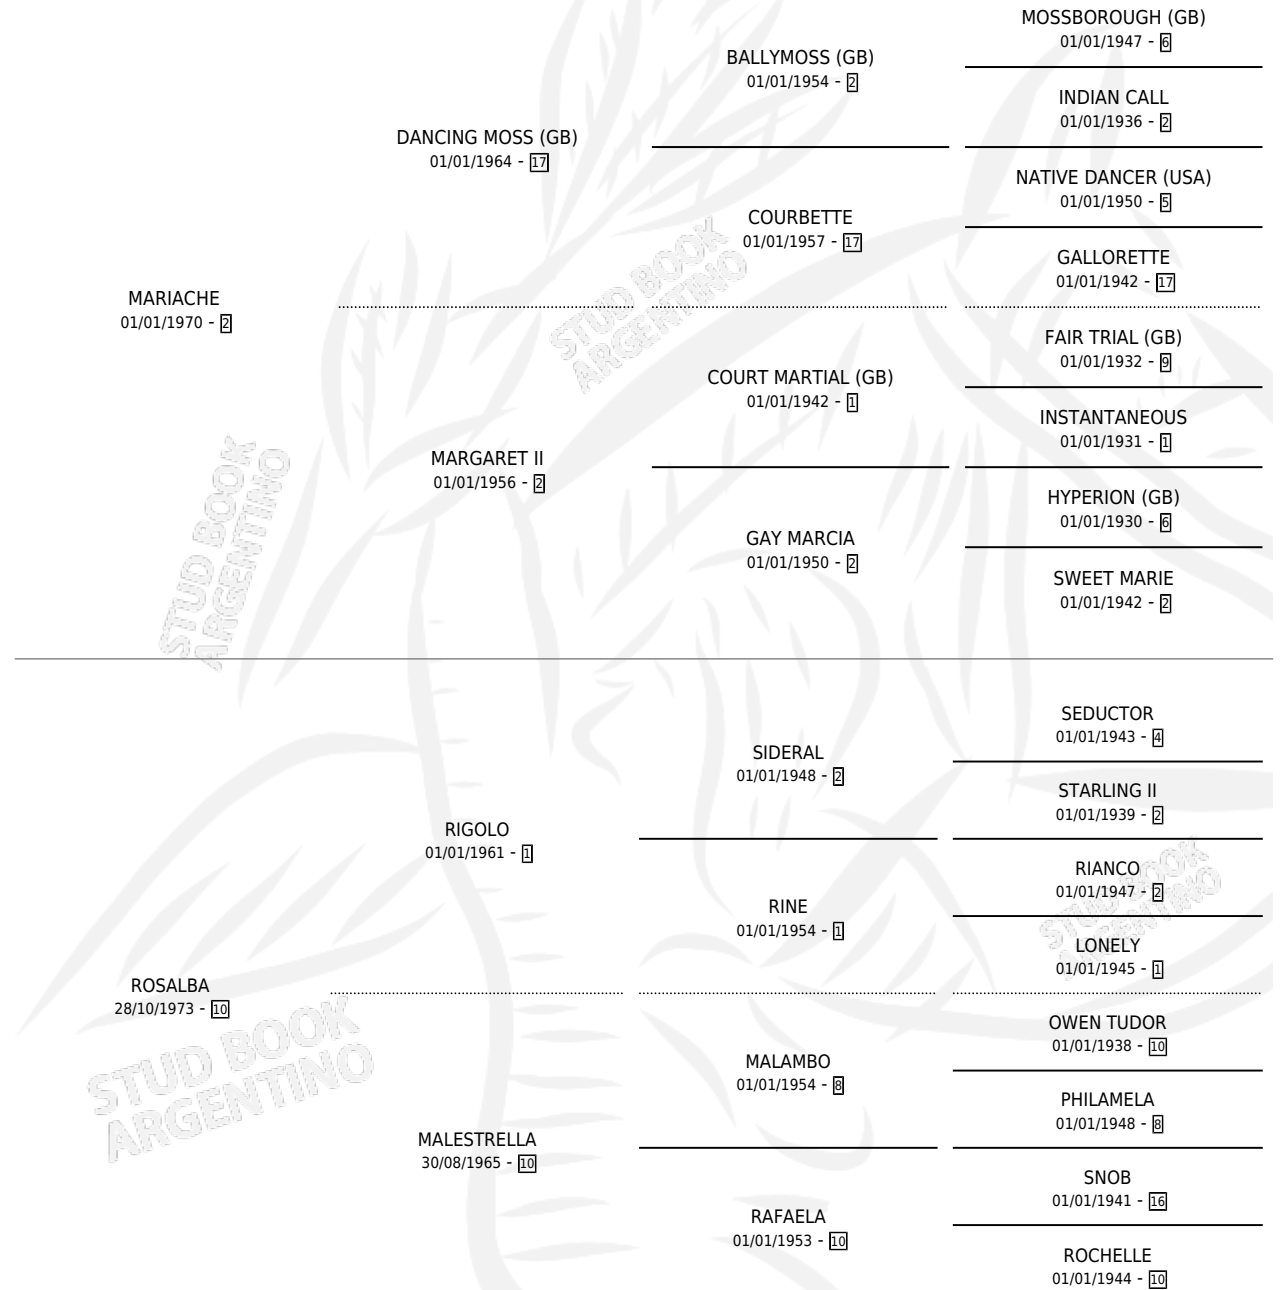 MOSSBOROUGH (GB)
01/01/1947 - 6
BALLYMOSS (GB)
01/01/1954 - 2
INDIAN CALL
01/01/1936 - 2
DANCING MOSS (GB)
01/01/1964 - 17
NATIVE DANCER (USA)
01/01/1950 - 5
COURBETTE
01/01/1957 - 17
GALLORETTE
01/01/1942 - 17
MARIACHE
01/01/1970 - 2
STUD BOOK
ARGENTINO
FAIR TRIAL (GB)
01/01/1932 - 9
COURT MARTIAL (GB)
01/01/1942 - 1
INSTANTANEOUS
01/01/1931 - 1
MARGARET II
01/01/1956 - 2
HYPERION (GB)
01/01/1930 - 6
GAY MARCIA
01/01/1950 - 2
SWEET MARIE
01/01/1942 - 2
STUD BOOK
ARGENTINO
SEDUCTOR
01/01/1943 - 4
SIDERAL
01/01/1948 - 2
STARLING II
01/01/1939 - 2
RIGOLO
01/01/1961 - 1
RIANCO
01/01/1947 - 2
RINE
01/01/1954 - 1
LONELY
01/01/1945 - 1
STUD BOOK
ARGENTINO
ROSALBA
28/10/1973 - 10
OWEN TUDOR
01/01/1938 - 10
MALAMBO
01/01/1954 - 8
PHILAMELA
01/01/1948 - 8
STUD BOOK
ARGENTINO
MALESTRELLA
30/08/1965 - 10
SNOB
01/01/1941 - 16
RAFAELA
01/01/1953 - 10
ROCHELLE
01/01/1944 - 10